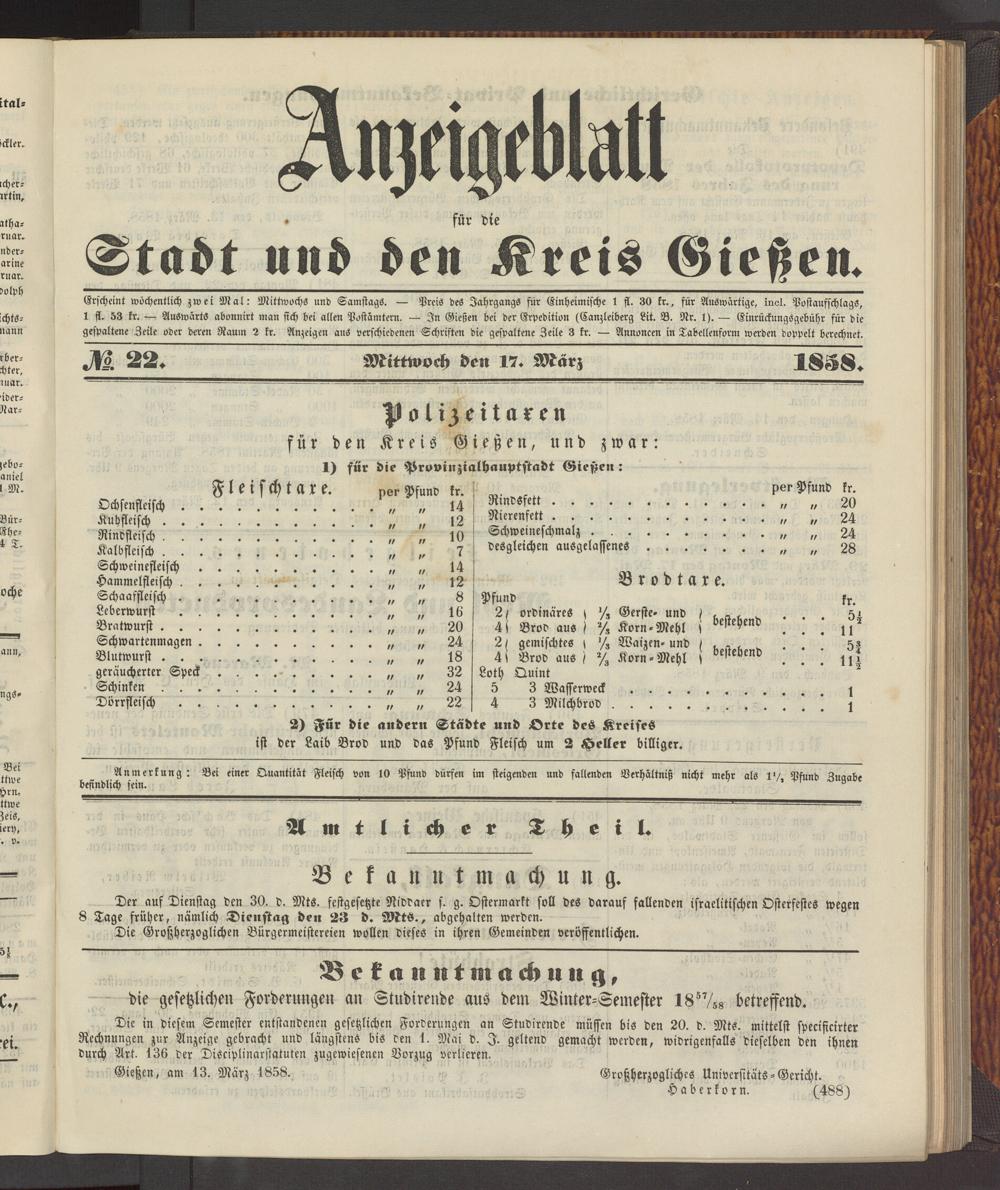 Anzeigeblatt
für die
Stadt und den Kreis Gießen.
Erscheint wöchentlich zwei Mal: Mittwochs und Samstags. — Preis des Jahrgangs für Einheimische 1 fl. 30 kr., für Auswärtige, incl. Postaufschlags,
1 fl. 53 kr. — Auswärts abonnirt man sich bei allen Postämtern. — In Gießen bei der Expedition (Canzleiberg Lit. B. Nr. 1). — Einrückungsgebühr für die
gespaltene Zeile oder deren Raum 2 kr. Anzeigen aus verschiedenen Schriften die gespaltene Zeile 3 kr. — Annoncen in Tabellenform werden doppelt berechnet.
№ 22. Mittwoch den 17. März 1858.
Polizeitaxen
für den Kreis Gießen, und zwar:
1) für die Provinzialhauptstadt Gießen:
Fleischtaxe. per Pfund kr.
Ochsenfleisch . . . . . . . . . . „ „ 14
Kuhfleisch . . . . . . . . . . „ „ 12
Rindfleisch . . . . . . . . . . „ „ 10
Kalbfleisch . . . . . . . . . . „ „ 7
Schweinefleisch . . . . . . . . . „ „ 14
Hammelfleisch . . . . . . . . . . „ „ 12
Schaaffleisch . . . . . . . . . . „ „ 8
Leberwurst . . . . . . . . . . „ „ 16
Bratwurst . . . . . . . . . . „ „ 20
Schwartenmagen . . . . . . . . . „ „ 24
Blutwurst . . . . . . . . . . „ „ 18
geräucherter Speck . . . . . . . . . „ „ 32
Schinken . . . . . . . . . . „ „ 24
Dörrfleisch . . . . . . . . . . „ „ 22
per Pfund kr.
Rindsfett . . . . . . . . . . „ „ 20
Nierenfett . . . . . . . . . . „ „ 24
Schweineschmalz . . . . . . . . . „ „ 24
desgleichen ausgelassenes . . . . . . . „ „ 28
Brodtaxe.
Pfund kr.
2 ordinäres ⅓ Gerste- und bestehend . . . 5½
4 Brod aus ⅔ Korn-Mehl . . . 11
2 gemischtes ⅓ Waizen- und bestehend . . . 5¾
4 Brod aus ⅔ Korn-Mehl . . . 11½
Loth Quint
5 3 Wasserweck . . . . . . . . . . 1
4 3 Milchbrod . . . . . . . . . . 1
2) Für die andern Städte und Orte des Kreises
ist der Laib Brod und das Pfund Fleisch um 2 Heller billiger.
Anmerkung: Bei einer Quantität Fleisch von 10 Pfund dürfen im steigenden und fallenden Verhältniß nicht mehr als 1½ Pfund Zugabe
befindlich sein.
Amtlicher Theil.
Bekanntmachung.
Der auf Dienstag den 30. d. Mts. festgesetzte Niddaer s. g. Ostermarkt soll des darauf fallenden israelitischen Osterfestes wegen
8 Tage früher, nämlich Dienstag den 23 d. Mts., abgehalten werden.
Die Großherzoglichen Bürgermeistereien wollen dieses in ihren Gemeinden veröffentlichen.
Bekanntmachung,
die gesetzlichen Forderungen an Studirende aus dem Winter-Semester 18⁵⁷/₅₈ betreffend.
Die in diesem Semester entstandenen gesetzlichen Forderungen an Studirende müssen bis den 20. d. Mts. mittelst specificirter
Rechnungen zur Anzeige gebracht und längstens bis den 1. Mai d. J. geltend gemacht werden, widrigenfalls dieselben den ihnen
durch Art. 136 der Disciplinarstatuten zugewiesenen Vorzug verlieren.
Gießen, am 13. März 1858. Großherzogliches Universitäts-Gericht.
Haberkorn. (488)